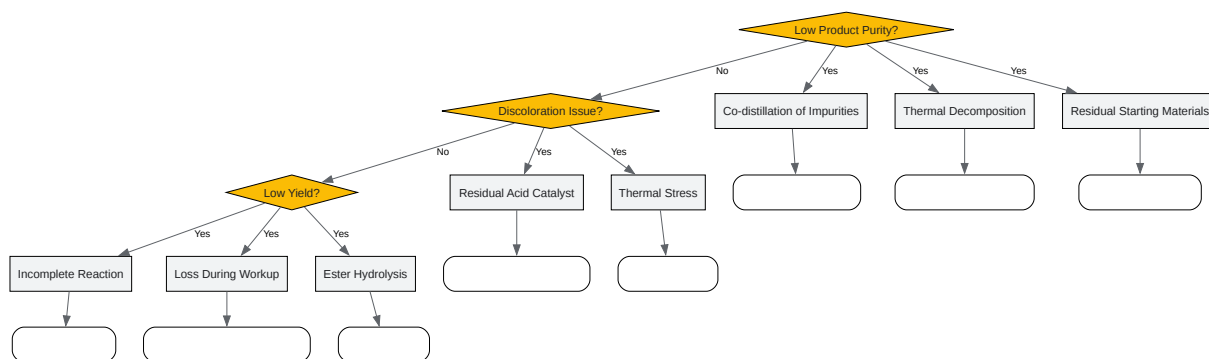 Low Product Purity?
No
Yes
Yes
Yes
Discoloration Issue?
Co-distillation of Impurities
Thermal Decomposition
Residual Starting Materials
No
Yes
Yes
Low Yield?
Residual Acid Catalyst
Thermal Stress
Yes
Yes
Yes
Incomplete Reaction
Loss During Workup
Ester Hydrolysis